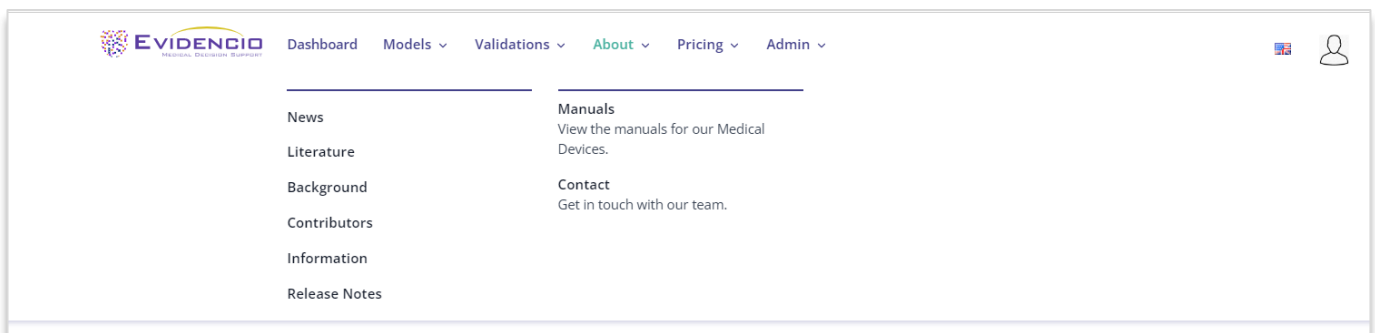 EVIDENCIO
MEDICAL DECISION SUPPORT
Dashboard Models Validations About Pricing Admin
News
Literature
Background
Contributors
Information
Release Notes
Manuals
View the manuals for our Medical
Devices.
Contact
Get in touch with our team.